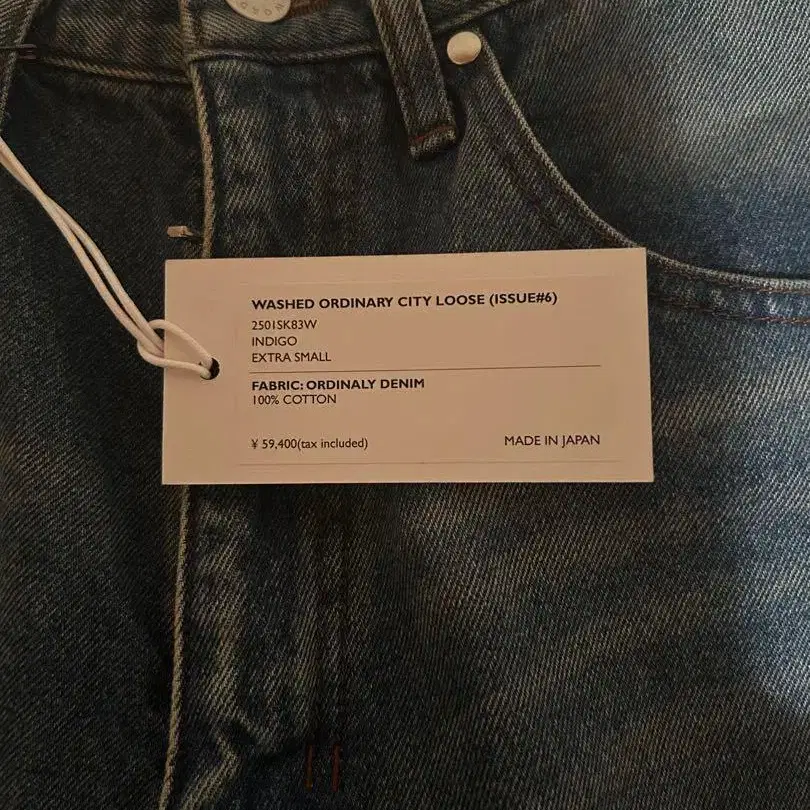 WASHED ORDINARY CITY LOOSE (ISSUE#6)
2501SK83W
INDIGO
EXTRA SMALL
FABRIC: ORDINALY DENIM
100% COTTON
¥ 59,400(tax included)
MADE IN JAPAN